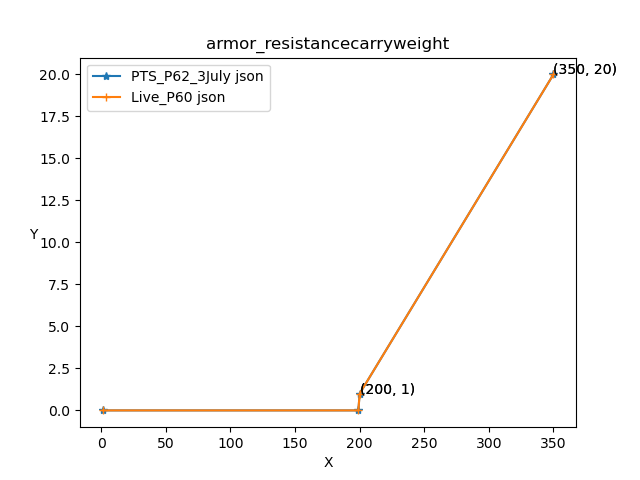 armor_resistancecarryweight
PTS_P62_3July json
Live_P60 json
(350, 20)
(200, 1)
Y
20.0
17.5
15.0
12.5
10.0
7.5
5.0
2.5
0.0
0 50 100 150 200 250 300 350
X